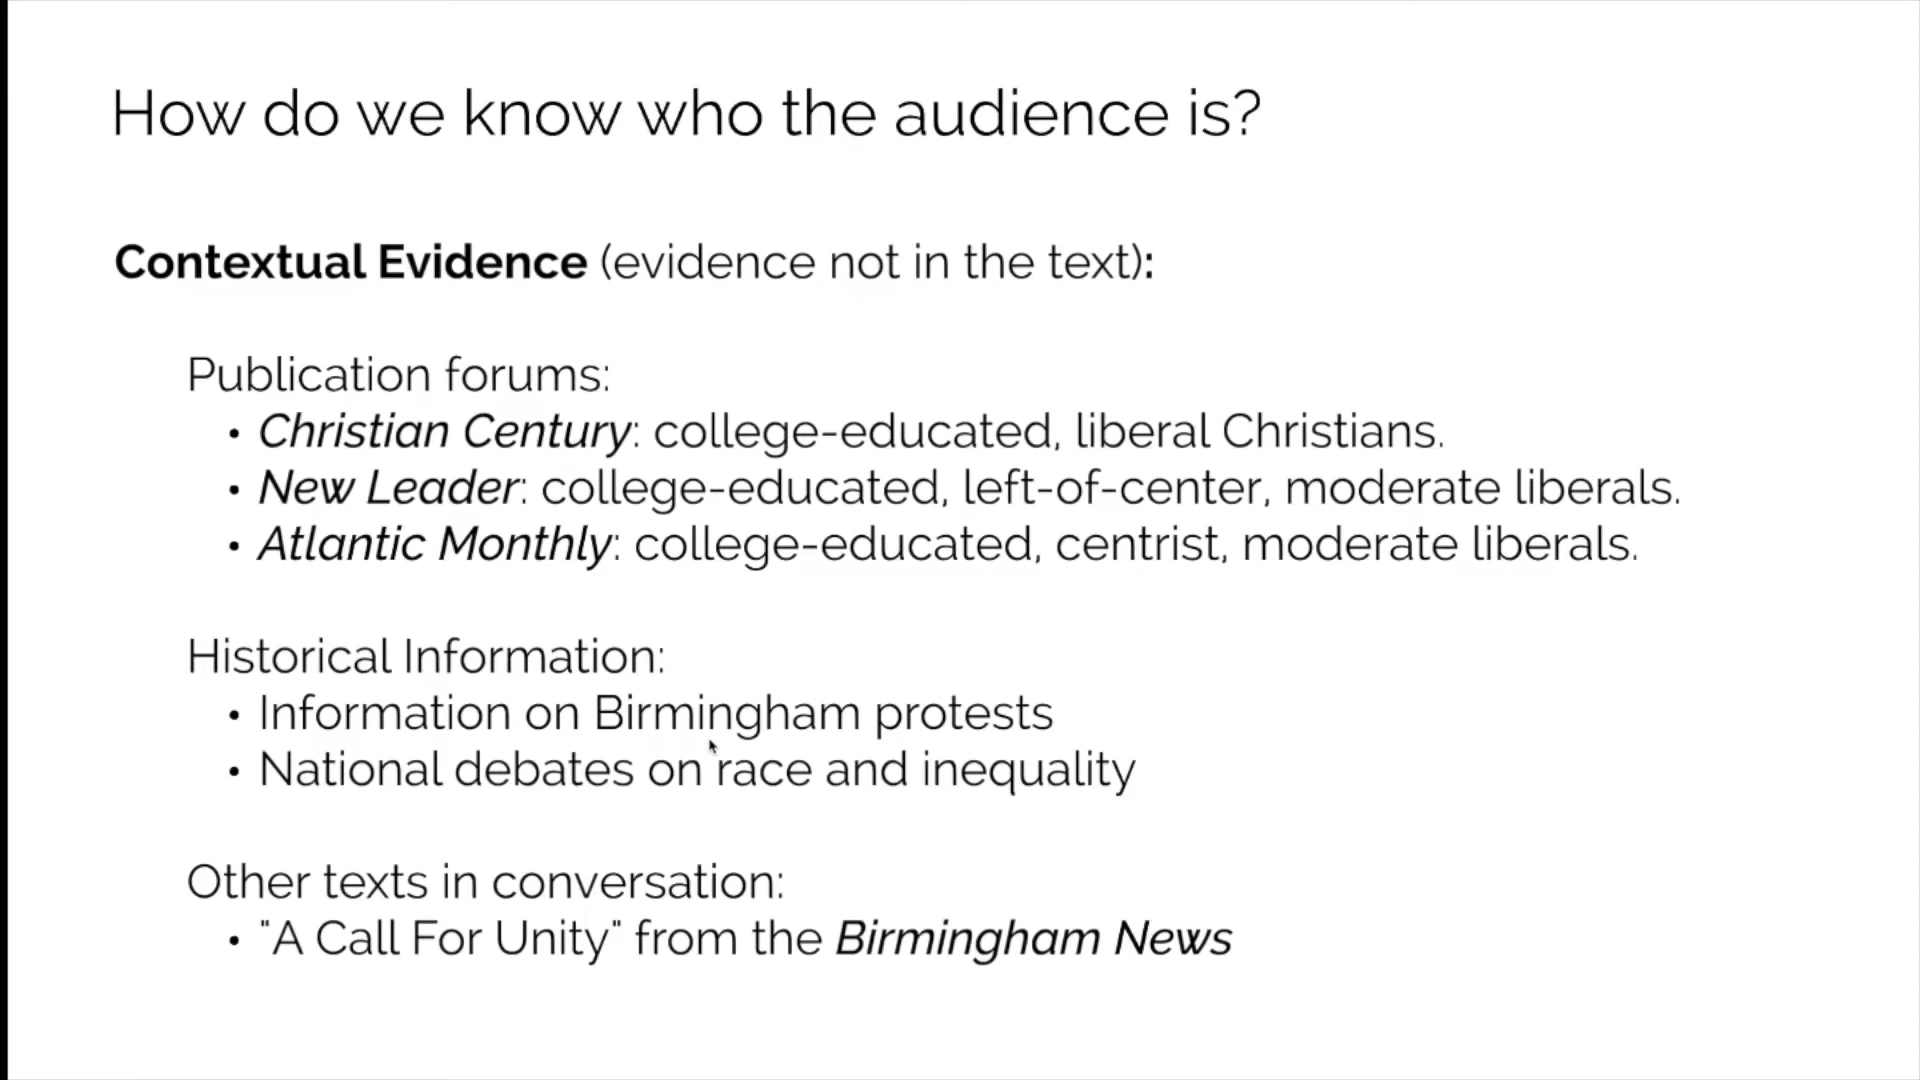 How do we know who the audience is?
Contextual Evidence (evidence not in the text):
Publication forums:
• Christian Century: college-educated, liberal Christians.
• New Leader: college-educated, left-of-center, moderate liberals.
• Atlantic Monthly: college-educated, centrist, moderate liberals.
Historical Information:
• Information on Birmingham protests
• National debates on race and inequality
Other texts in conversation:
• "A Call For Unity" from the Birmingham News